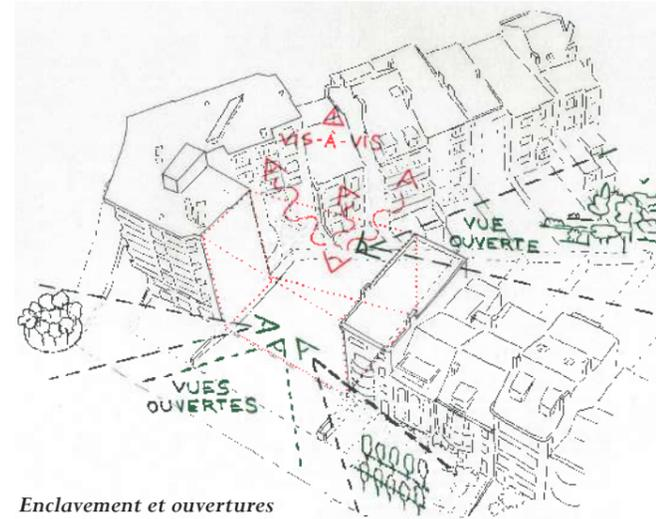 VIS-À-VIS
VUE
OUVERTE
VUES
OUVERTES
Enclavement et ouvertures